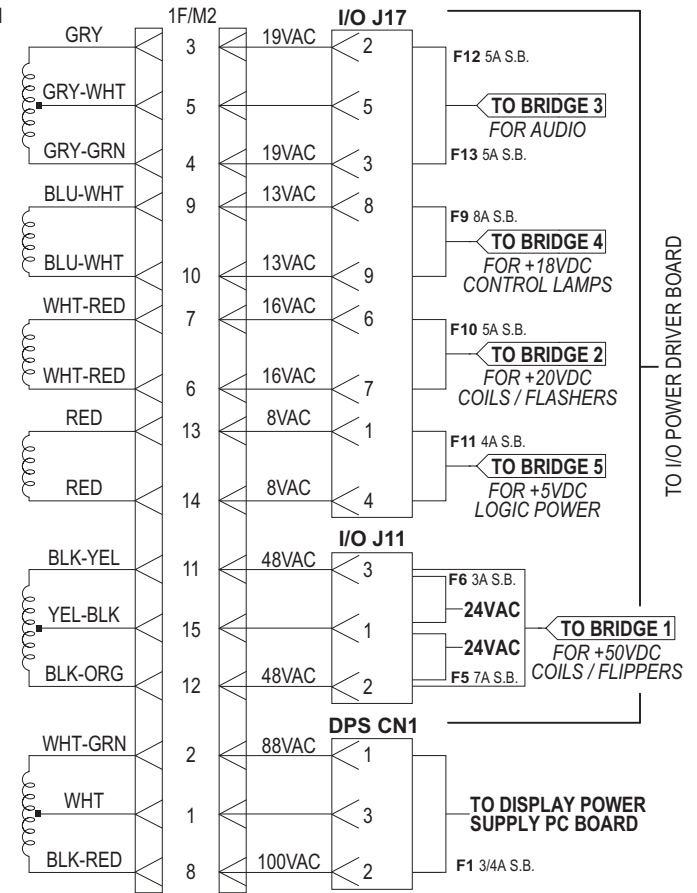 1F/M2
I/O J17
GRY 3 19VAC 2
F12 5A S.B.
GRY-WHT 5 5
TO BRIDGE 3
FOR AUDIO
GRY-GRN 4 19VAC 3
F13 5A S.B.
BLU-WHT 9 13VAC 8
F9 8A S.B.
TO BRIDGE 4
FOR +18VDC
CONTROL LAMPS
BLU-WHT 10 13VAC 9
WHT-RED 7 16VAC 6
F10 5A S.B.
TO BRIDGE 2
FOR +20VDC
COILS / FLASHERS
WHT-RED 6 16VAC 7
RED 13 8VAC 1
F11 4A S.B.
TO BRIDGE 5
FOR +5VDC
LOGIC POWER
RED 14 8VAC 4
TO I/O POWER DRIVER BOARD
I/O J11
BLK-YEL 11 48VAC 3
F6 3A S.B.
24VAC
YEL-BLK 15 1
TO BRIDGE 1
FOR +50VDC
COILS / FLIPPERS
24VAC
F5 7A S.B.
BLK-ORG 12 48VAC 2
DPS CN1
WHT-GRN 2 88VAC 1
WHT 1 3
TO DISPLAY POWER
SUPPLY PC BOARD
BLK-RED 8 100VAC 2
F1 3/4A S.B.